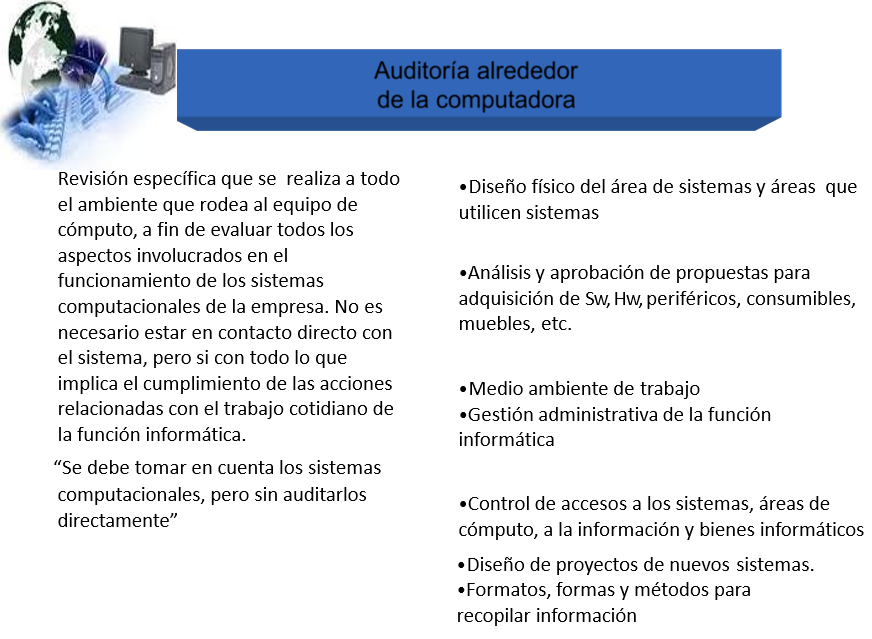 Auditoría alrededor
de la computadora
Revisión específica que se realiza a todo
el ambiente que rodea al equipo de
cómputo, a fin de evaluar todos los
aspectos involucrados en el
funcionamiento de los sistemas
computacionales de la empresa. No es
necesario estar en contacto directo con
el sistema, pero si con todo lo que
implica el cumplimiento de las acciones
relacionadas con el trabajo cotidiano de
la función informática.
“Se debe tomar en cuenta los sistemas
computacionales, pero sin auditarlos
directamente”
•Diseño físico del área de sistemas y áreas que
utilicen sistemas
•Análisis y aprobación de propuestas para
adquisición de Sw, Hw, periféricos, consumibles,
muebles, etc.
•Medio ambiente de trabajo
•Gestión administrativa de la función
informática
•Control de accesos a los sistemas, áreas de
cómputo, a la información y bienes informáticos
•Diseño de proyectos de nuevos sistemas.
•Formatos, formas y métodos para
recopilar información